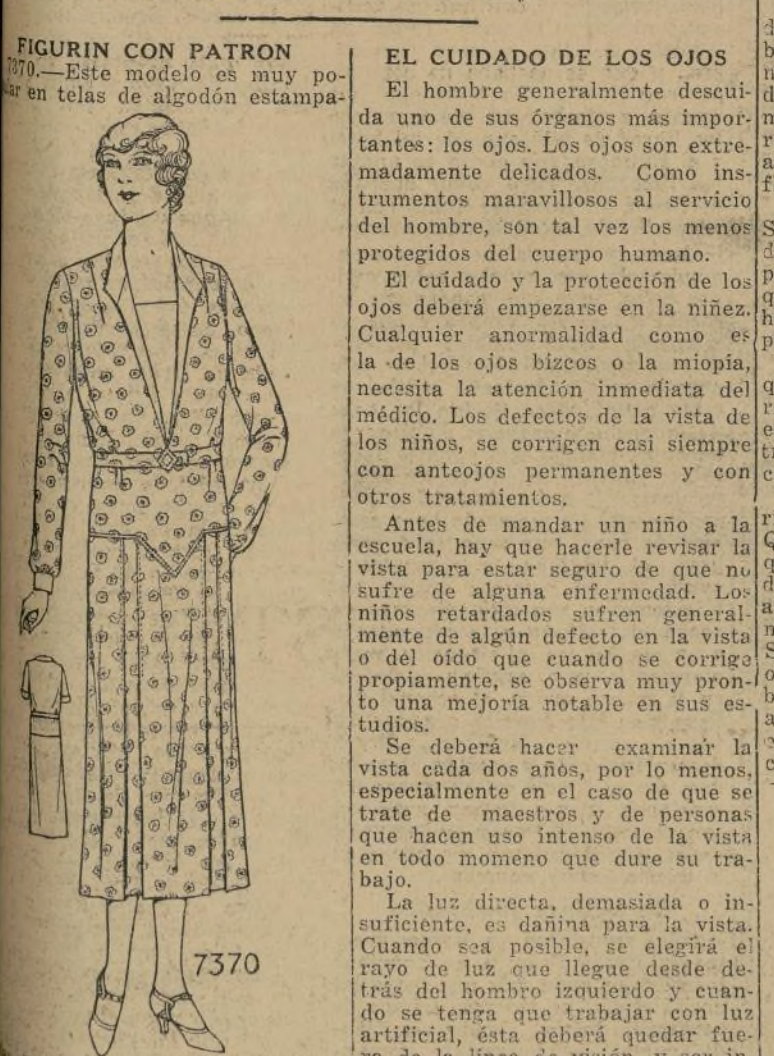 FIGURIN CON PATRON
7370.—Este modelo es muy po-
en telas de algodón estampa-
7370
EL CUIDADO DE LOS OJOS
El hombre generalmente descui-
da uno de sus órganos más impor-
tantes: los ojos. Los ojos son extre-
madamente delicados. Como ins-
trumentos maravillosos al servicio
del hombre, son tal vez los menos
protegidos del cuerpo humano.
El cuidado y la protección de los
ojos deberá empezarse en la niñez.
Cualquier anormalidad como es
la de los ojos bizcos o la miopía,
necesita la atención inmediata del
médico. Los defectos de la vista de
los niños, se corrigen casi siempre
con anteojos permanentes y con
otros tratamientos.
Antes de mandar un niño a la
escuela, hay que hacerle revisar la
vista para estar seguro de que no
sufre de alguna enfermedad. Los
niños retardados sufren general-
mente de algún defecto en la vista
o del oído que cuando se corrige
propiamente, se observa muy pron-
to una mejoría notable en sus es-
tudios.
Se deberá hacer examinar la
vista cada dos años, por lo menos,
especialmente en el caso de que se
trate de maestros y de personas
que hacen uso intenso de la vista
en todo momeno que dure su tra-
bajo.
La luz directa, demasiada o in-
suficiente, es dañina para la vista.
Cuando sea posible, se elegirá el
rayo de luz que llegue desde de-
trás del hombro izquierdo y cuan-
do se tenga que trabajar con luz
artificial, ésta deberá quedar fue-